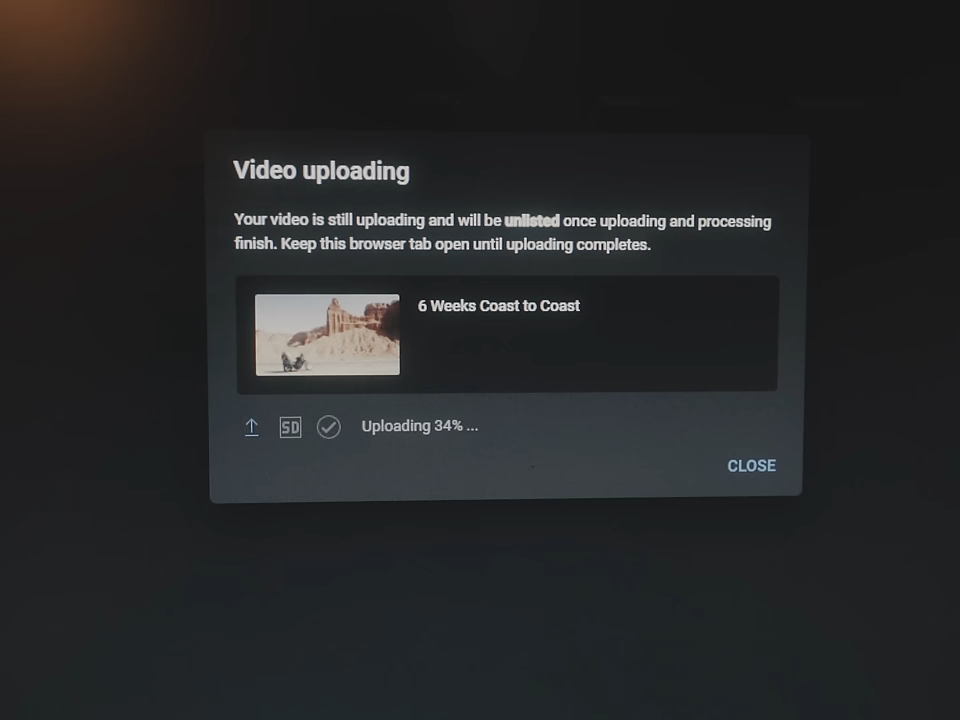 Video uploading
Your video is still uploading and will be unlisted once uploading and processing
finish. Keep this browser tab open until uploading completes.
6 Weeks Coast to Coast
SD Uploading 34% ...
CLOSE